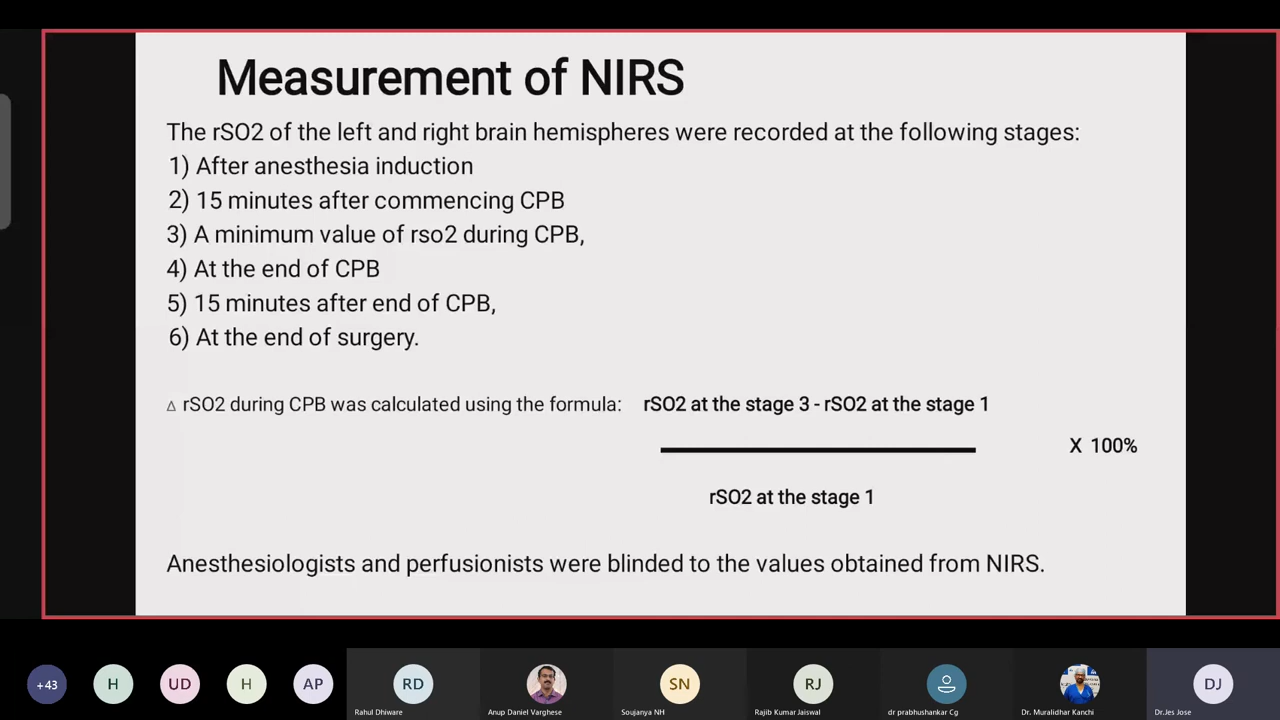 Measurement of NIRS
The rSO2 of the left and right brain hemispheres were recorded at the following stages:
1) After anesthesia induction
2) 15 minutes after commencing CPB
3) A minimum value of rso2 during CPB,
4) At the end of CPB
5) 15 minutes after end of CPB,
6) At the end of surgery.
Δ rSO2 during CPB was calculated using the formula: rSO2 at the stage 3 - rSO2 at the stage 1
X 100%
rSO2 at the stage 1
Anesthesiologists and perfusionists were blinded to the values obtained from NIRS.
+43 H UD H AP RD SN RJ DJ
Rahul Dhiware Anup Daniel Varghese Soujanya NH Rajib Kumar Jaiswal dr prabhushankar Cg Dr. Muralidhar Kanchi Dr.Jes Jose